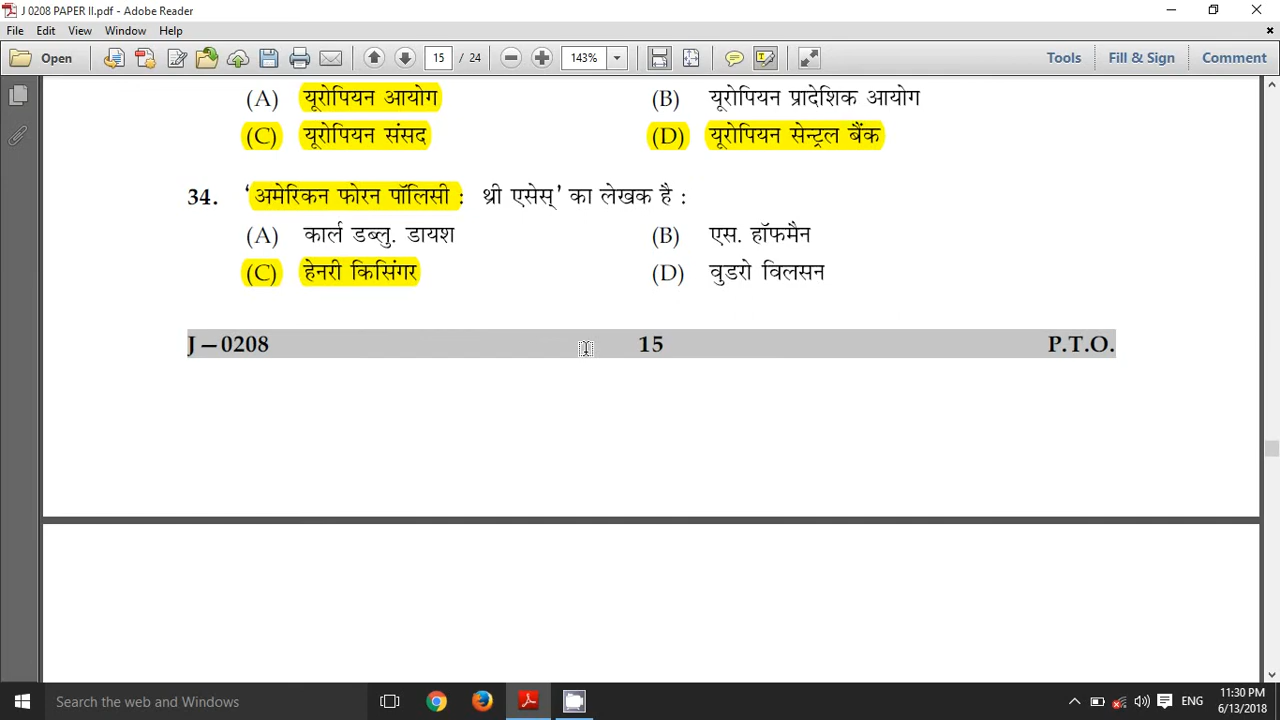 J 0208 PAPER II.pdf - Adobe Reader
File Edit View Window Help
Open 15 / 24 143% Tools Fill & Sign Comment
(A) यूरोपियन आयोग (B) यूरोपियन प्रादेशिक आयोग
(C) यूरोपियन संसद (D) यूरोपियन सेन्ट्रल बैंक
34. ‘अमेरिकन फोरन पॉलिसी : थ्री एसेस्’ का लेखक है :
(A) कार्ल डब्लु. डायश (B) एस. हॉफमैन
(C) हेनरी किसिंगर (D) वुडरो विलसन
J – 0208 15 P.T.O.
Search the web and Windows ENG 11:30 PM
6/13/2018